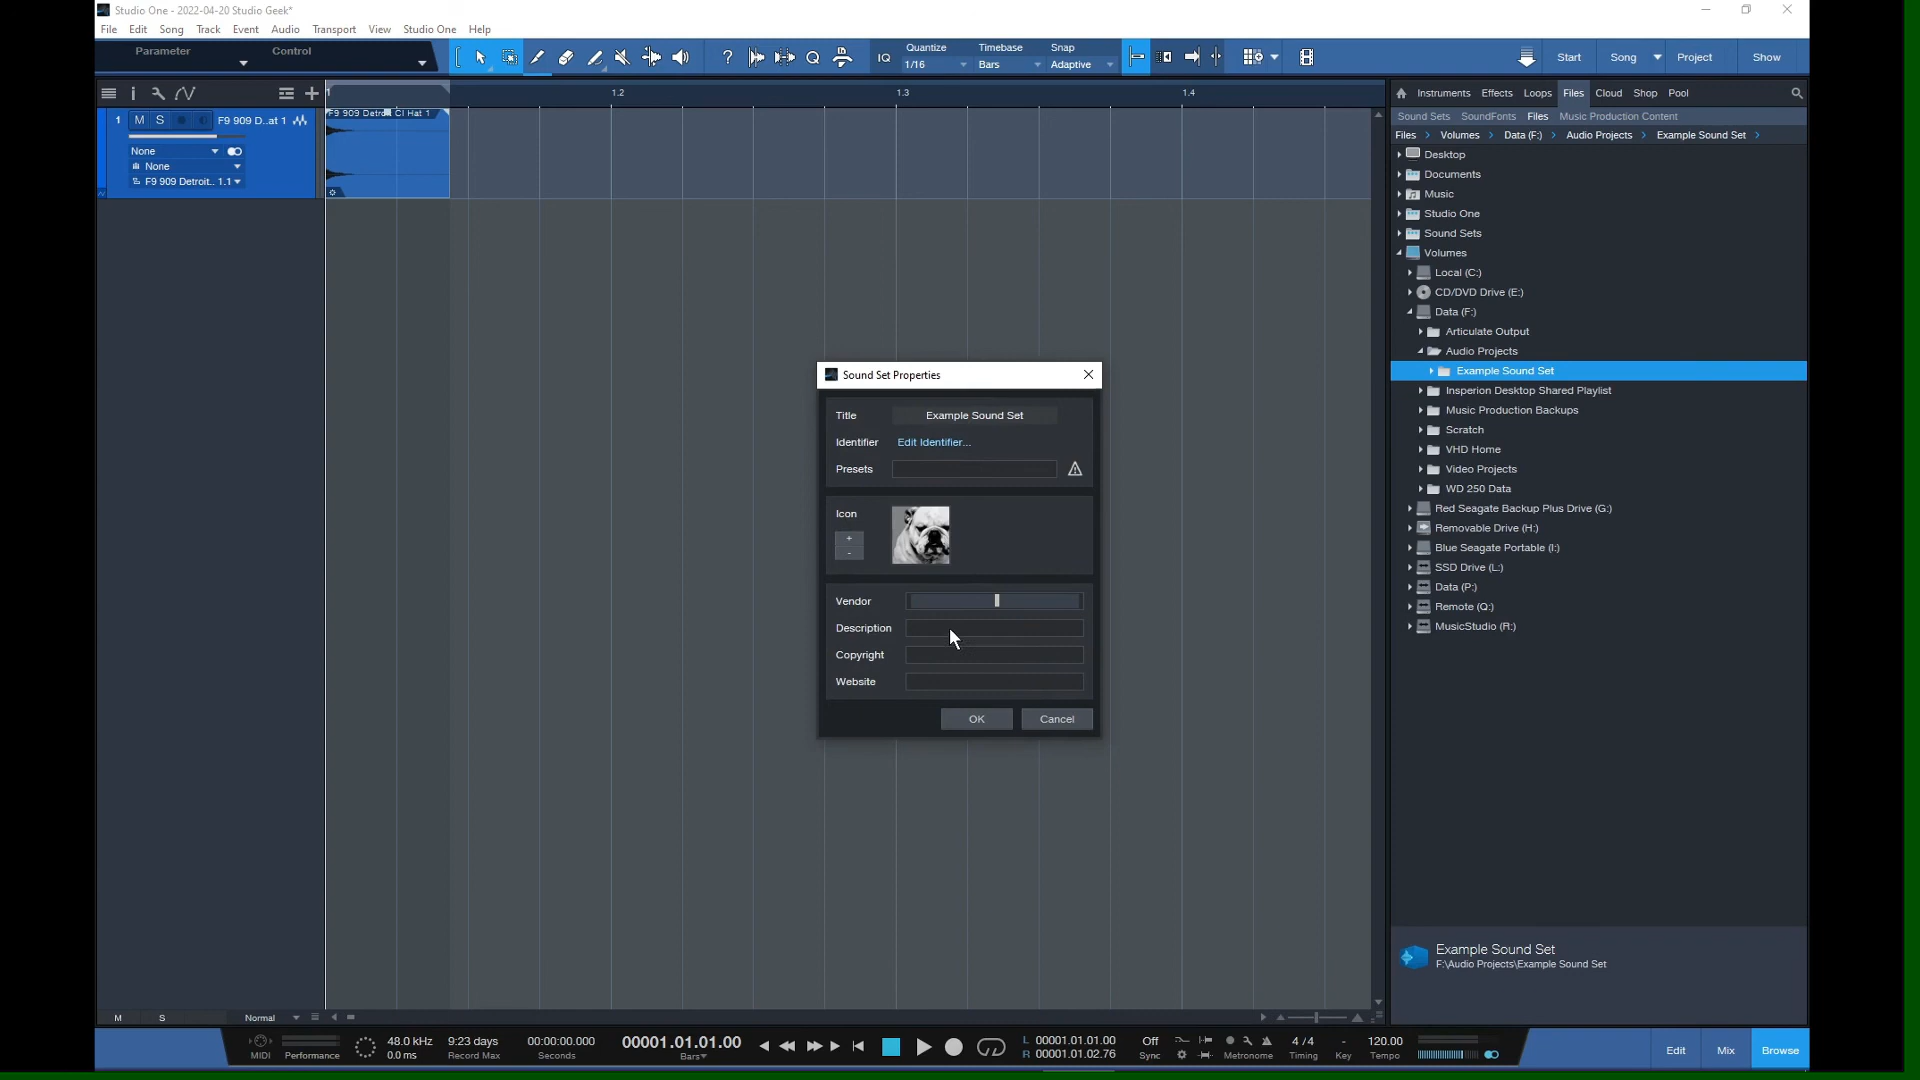 Studio One - 2022-04-20 Studio Geek*
File Edit Song Track Event Audio Transport View Studio One Help
Parameter Control
? Q IQ
Quantize Timebase Snap
1/16 Bars Adaptive
Start Song Project Show
1 1.2 1.3 1.4
Instruments Effects Loops Files Cloud Shop Pool
Sound Sets SoundFonts Files Music Production Content
Files > Volumes > Data (F:) > Audio Projects > Example Sound Set >
1 M S F9 909 D..at 1
None
None
F9 909 Detroit.. 1.1
F9 909 Detroit Cl Hat 1
Desktop
Documents
Music
Studio One
Sound Sets
Volumes
Local (C:)
CD/DVD Drive (E:)
Data (F:)
Articulate Output
Audio Projects
Example Sound Set
Insperion Desktop Shared Playlist
Music Production Backups
Scratch
VHD Home
Video Projects
WD 250 Data
Red Seagate Backup Plus Drive (G:)
Removable Drive (H:)
Blue Seagate Portable (I:)
SSD Drive (L:)
Data (P:)
Remote (Q:)
MusicStudio (R:)
Sound Set Properties
Title Example Sound Set
Identifier Edit Identifier...
Presets
Icon
+
-
Vendor
Description
Copyright
Website
OK Cancel
Example Sound Set
F:\Audio Projects\Example Sound Set
M S Normal
MIDI
Performance
48.0 kHz
0.0 ms
9:23 days
Record Max
00:00:00.000
Seconds
00001.01.01.00
Bars
L 00001.01.01.00
R 00001.01.02.76
Off
Sync
Metronome
4 / 4
Timing
-
Key
120.00
Tempo
Edit Mix Browse